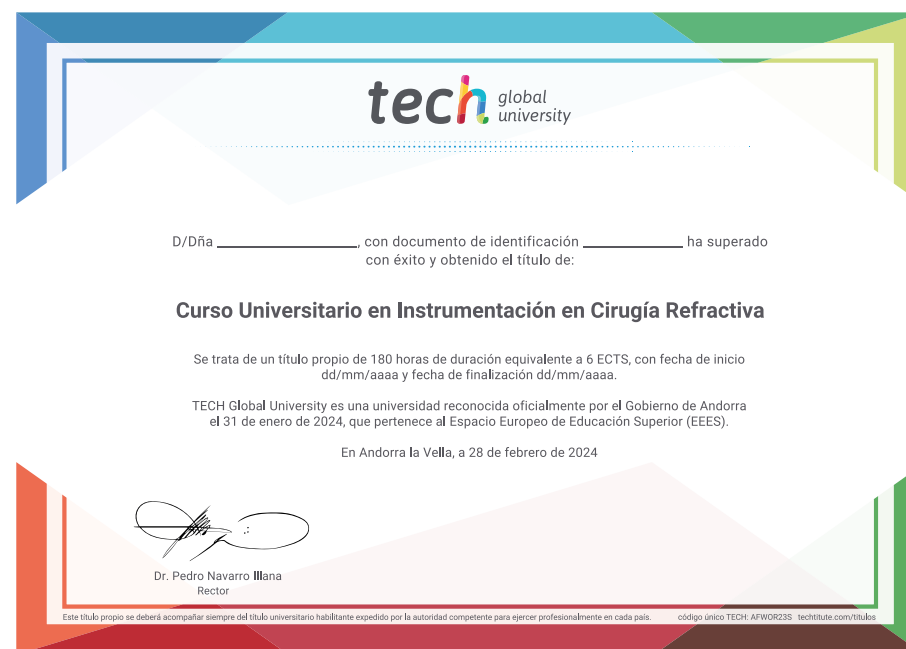 tech global
university
D/Dña ____________________, con documento de identificación ______________ ha superado
con éxito y obtenido el título de:
Curso Universitario en Instrumentación en Cirugía Refractiva
Se trata de un título propio de 180 horas de duración equivalente a 6 ECTS, con fecha de inicio
dd/mm/aaaa y fecha de finalización dd/mm/aaaa.
TECH Global University es una universidad reconocida oficialmente por el Gobierno de Andorra
el 31 de enero de 2024, que pertenece al Espacio Europeo de Educación Superior (EEES).
En Andorra la Vella, a 28 de febrero de 2024
Dr. Pedro Navarro Illana
Rector
Este título propio se deberá acompañar siempre del título universitario habilitante expedido por la autoridad competente para ejercer profesionalmente en cada país. código único TECH: AFWOR23S techtitute.com/titulos